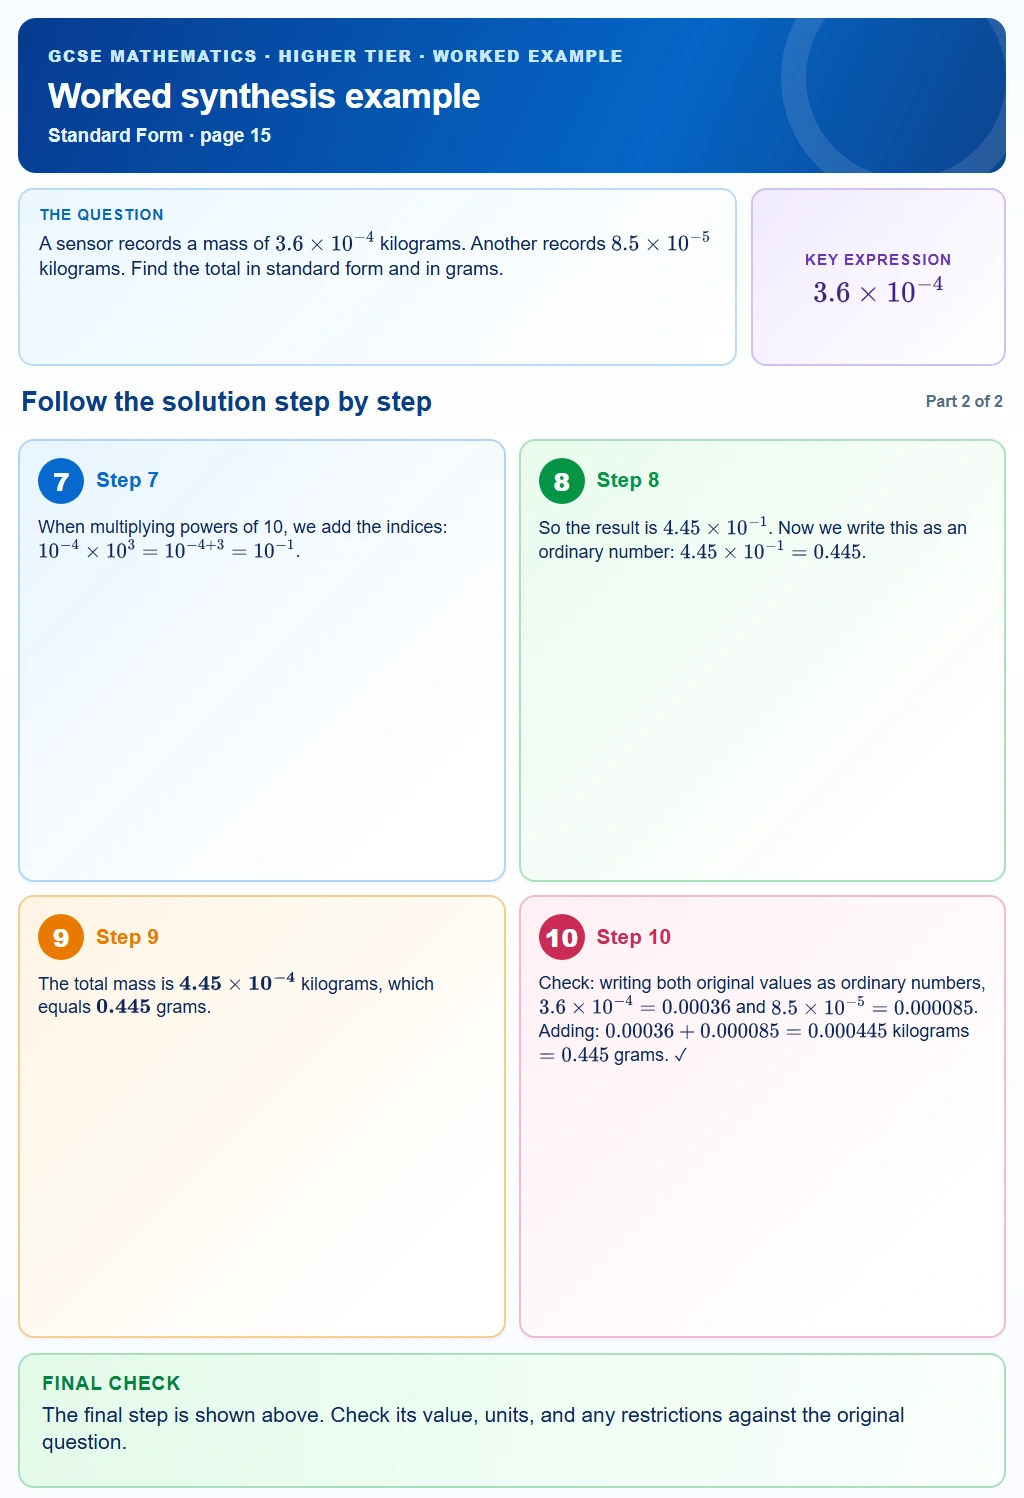 GCSE MATHEMATICS · HIGHER TIER · WORKED EXAMPLE
Worked synthesis example
Standard Form · page 15
THE QUESTION
A sensor records a mass of 3.6 × 10⁻⁴ kilograms. Another records 8.5 × 10⁻⁵
kilograms. Find the total in standard form and in grams.
KEY EXPRESSION
3.6 × 10⁻⁴
Follow the solution step by step
Part 2 of 2
7 Step 7
When multiplying powers of 10, we add the indices:
10⁻⁴ × 10³ = 10⁻⁴⁺³ = 10⁻¹.
8 Step 8
So the result is 4.45 × 10⁻¹. Now we write this as an
ordinary number: 4.45 × 10⁻¹ = 0.445.
9 Step 9
The total mass is 4.45 × 10⁻⁴ kilograms, which
equals 0.445 grams.
10 Step 10
Check: writing both original values as ordinary numbers,
3.6 × 10⁻⁴ = 0.00036 and 8.5 × 10⁻⁵ = 0.000085.
Adding: 0.00036 + 0.000085 = 0.000445 kilograms
= 0.445 grams. ✓
FINAL CHECK
The final step is shown above. Check its value, units, and any restrictions against the original
question.